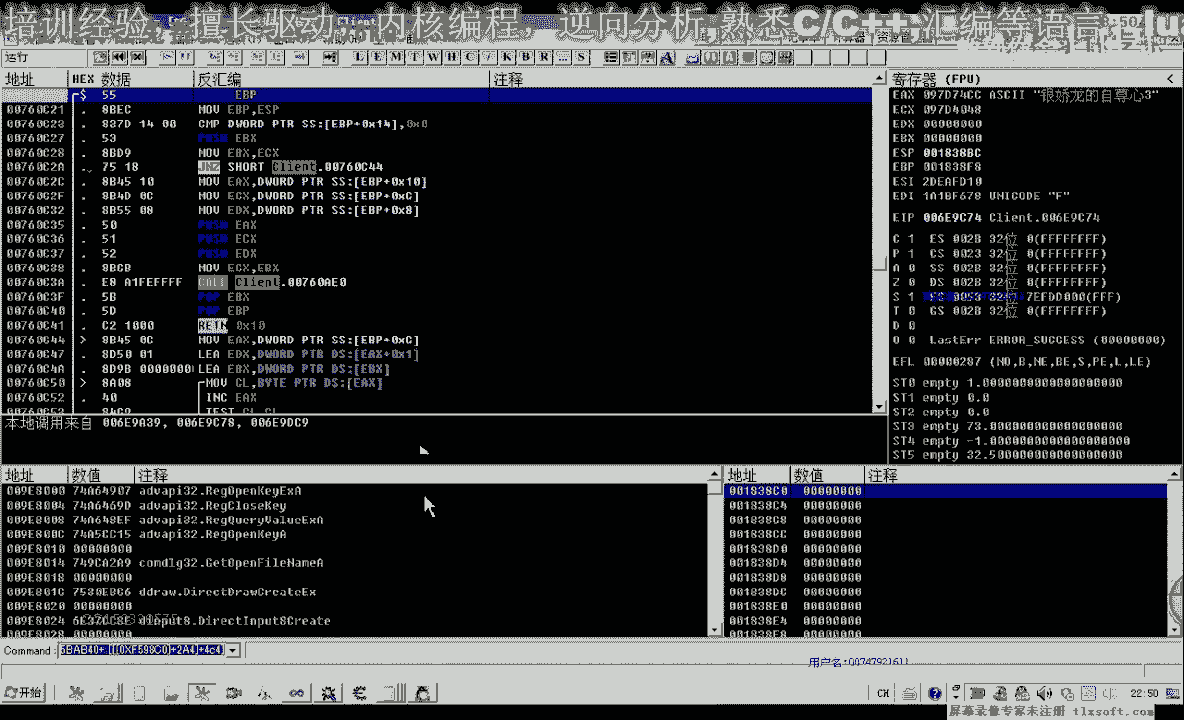 培训经验，擅长驱动，内核编程，逆向分析 熟悉C/C++ 汇编等语言
运行
L E M T W H C / K B R ... S
地址 HEX 数据 反汇编 注释
$ 55 EBP
00760C21 . 8BEC MOV EBP,ESP
00760C23 . 837D 14 00 CMP DWORD PTR SS:[EBP+0x14],0x0
00760C27 . 53 PUSH EBX
00760C28 . 8BD9 MOV EBX,ECX
00760C2A . 75 18 JNZ SHORT Client.00760C44
00760C2C . 8B45 10 MOV EAX,DWORD PTR SS:[EBP+0x10]
00760C2F . 8B4D 0C MOV ECX,DWORD PTR SS:[EBP+0xC]
00760C32 . 8B55 08 MOV EDX,DWORD PTR SS:[EBP+0x8]
00760C35 . 50 PUSH EAX
00760C36 . 51 PUSH ECX
00760C37 . 52 PUSH EDX
00760C38 . 8BCB MOV ECX,EBX
00760C3A . E8 A1FEFFFF CALL Client.00760AE0
00760C3F . 5B POP EBX
00760C40 . 5D POP EBP
00760C41 . C2 1000 RETN 0x10
00760C44 > 8B45 0C MOV EAX,DWORD PTR SS:[EBP+0xC]
00760C47 . 8D50 01 LEA EDX,DWORD PTR DS:[EAX+0x1]
00760C4A . 8D9B 0000000 LEA EBX,DWORD PTR DS:[EBX]
00760C50 > 8A08 MOV CL,BYTE PTR DS:[EAX]
00760C52 . 40 INC EAX
00760C53 . 84C9 TEST CL,CL
本地调用来自 006E9A39, 006E9C78, 006E9DC9
寄存器 (FPU) <
EAX 097D74CC ASCII "银娇龙的自尊心3"
ECX 097D4048
EDX 00000000
EBX 00000000
ESP 001838BC
EBP 001838F8
ESI 2DEAFD10
EDI 1A1BF678 UNICODE "F"
EIP 006E9C74 Client.006E9C74
C 1 ES 002B 32位 0(FFFFFFFF)
P 1 CS 0023 32位 0(FFFFFFFF)
A 0 SS 002B 32位 0(FFFFFFFF)
Z 0 DS 002B 32位 0(FFFFFFFF)
S 1 FS 0053 32位 7EFDD000(FFF)
T 0 GS 002B 32位 0(FFFFFFFF)
D 0
O 0 LastErr ERROR_SUCCESS (00000000)
EFL 00000287 (NO,B,NE,BE,S,PE,L,LE)
ST0 empty 1.0000000000000000000
ST1 empty 0.0
ST2 empty 0.0
ST3 empty 73.000000000000000000
ST4 empty -1.0000000000000000000
ST5 empty 32.500000000000000000
地址 数值 注释
009E8000 74A64907 advapi32.RegOpenKeyExA
009E8004 74A6469D advapi32.RegCloseKey
009E8008 74A648EF advapi32.RegQueryValueExA
009E800C 74A5CC15 advapi32.RegOpenKeyA
009E8010 00000000
009E8014 749CA2A9 comdlg32.GetOpenFileNameA
009E8018 00000000
009E801C ddraw.DirectDrawCreateEx
009E8020 00000000
009E8024 dinput8.DirectInput8Create
009E8028 00000000
地址 数值 注释
001838C0 00000000
001838C4 00000000
001838C8 00000000
001838CC 00000000
001838D0 00000000
001838D4 00000000
001838D8 00000000
001838DC 00000000
001838E0 00000000
001838E4 00000000
001838E8 00000000
Command: 5BAB40+[[0XF598C0]+2A4]+4c4]
开始
CH
22:50
屏幕录像专家未注册 tlxsoft.com